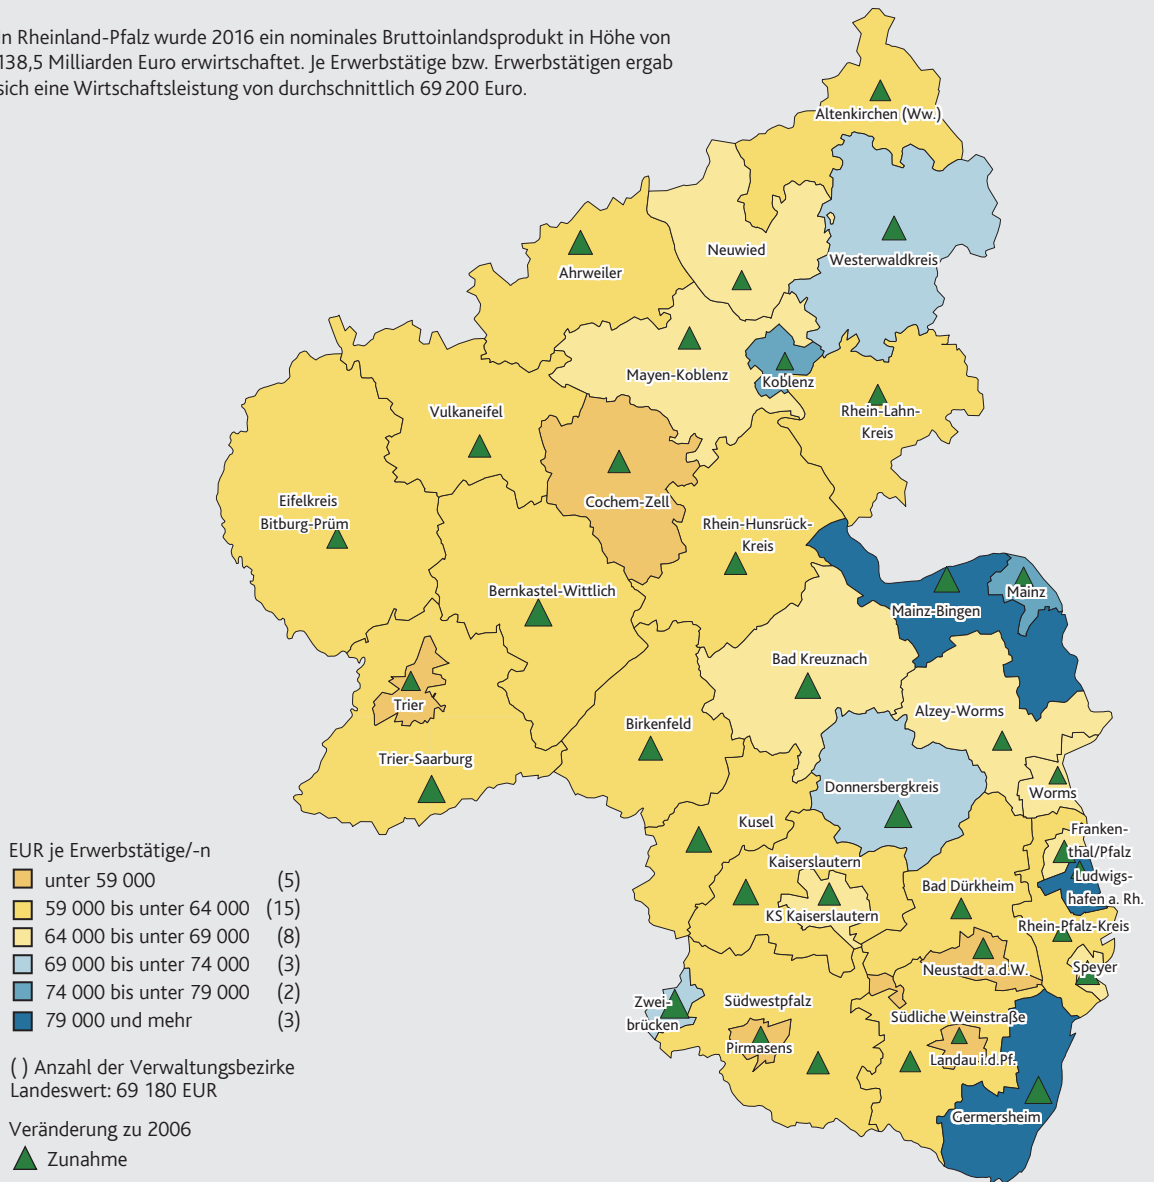 n Rheinland-Pfalz wurde 2016 ein nominales Bruttoinlandsprodukt in Höhe von
138,5 Milliarden Euro erwirtschaftet. Je Erwerbstätige bzw. Erwerbstätigen ergab
sich eine Wirtschaftsleistung von durchschnittlich 69 200 Euro.
Altenkirchen (Ww.)
Neuwied
Westerwaldkreis
Ahrweiler
Mayen-Koblenz
Koblenz
Vulkaneifel
Rhein-Lahn-
Kreis
Eifelkreis
Bitburg-Prüm
Cochem-Zell
Rhein-Hunsrück-
Kreis
Bernkastel-Wittlich
Mainz-Bingen
Mainz
Bad Kreuznach
Trier
Birkenfeld
Alzey-Worms
Trier-Saarburg
Donnersbergkreis
Worms
Kusel
Franken-
thal/Pfalz
Kaiserslautern
Ludwigs-
hafen a. Rh.
Bad Dürkheim
KS Kaiserslautern
Rhein-Pfalz-Kreis
Neustadt a.d.W.
Speyer
Zwei-
brücken
Südwestpfalz
Südliche Weinstraße
Pirmasens
Landau i.d.Pf.
Germersheim
EUR je Erwerbstätige/-n
unter 59 000 (5)
59 000 bis unter 64 000 (15)
64 000 bis unter 69 000 (8)
69 000 bis unter 74 000 (3)
74 000 bis unter 79 000 (2)
79 000 und mehr (3)
( ) Anzahl der Verwaltungsbezirke
Landeswert: 69 180 EUR
Veränderung zu 2006
Zunahme